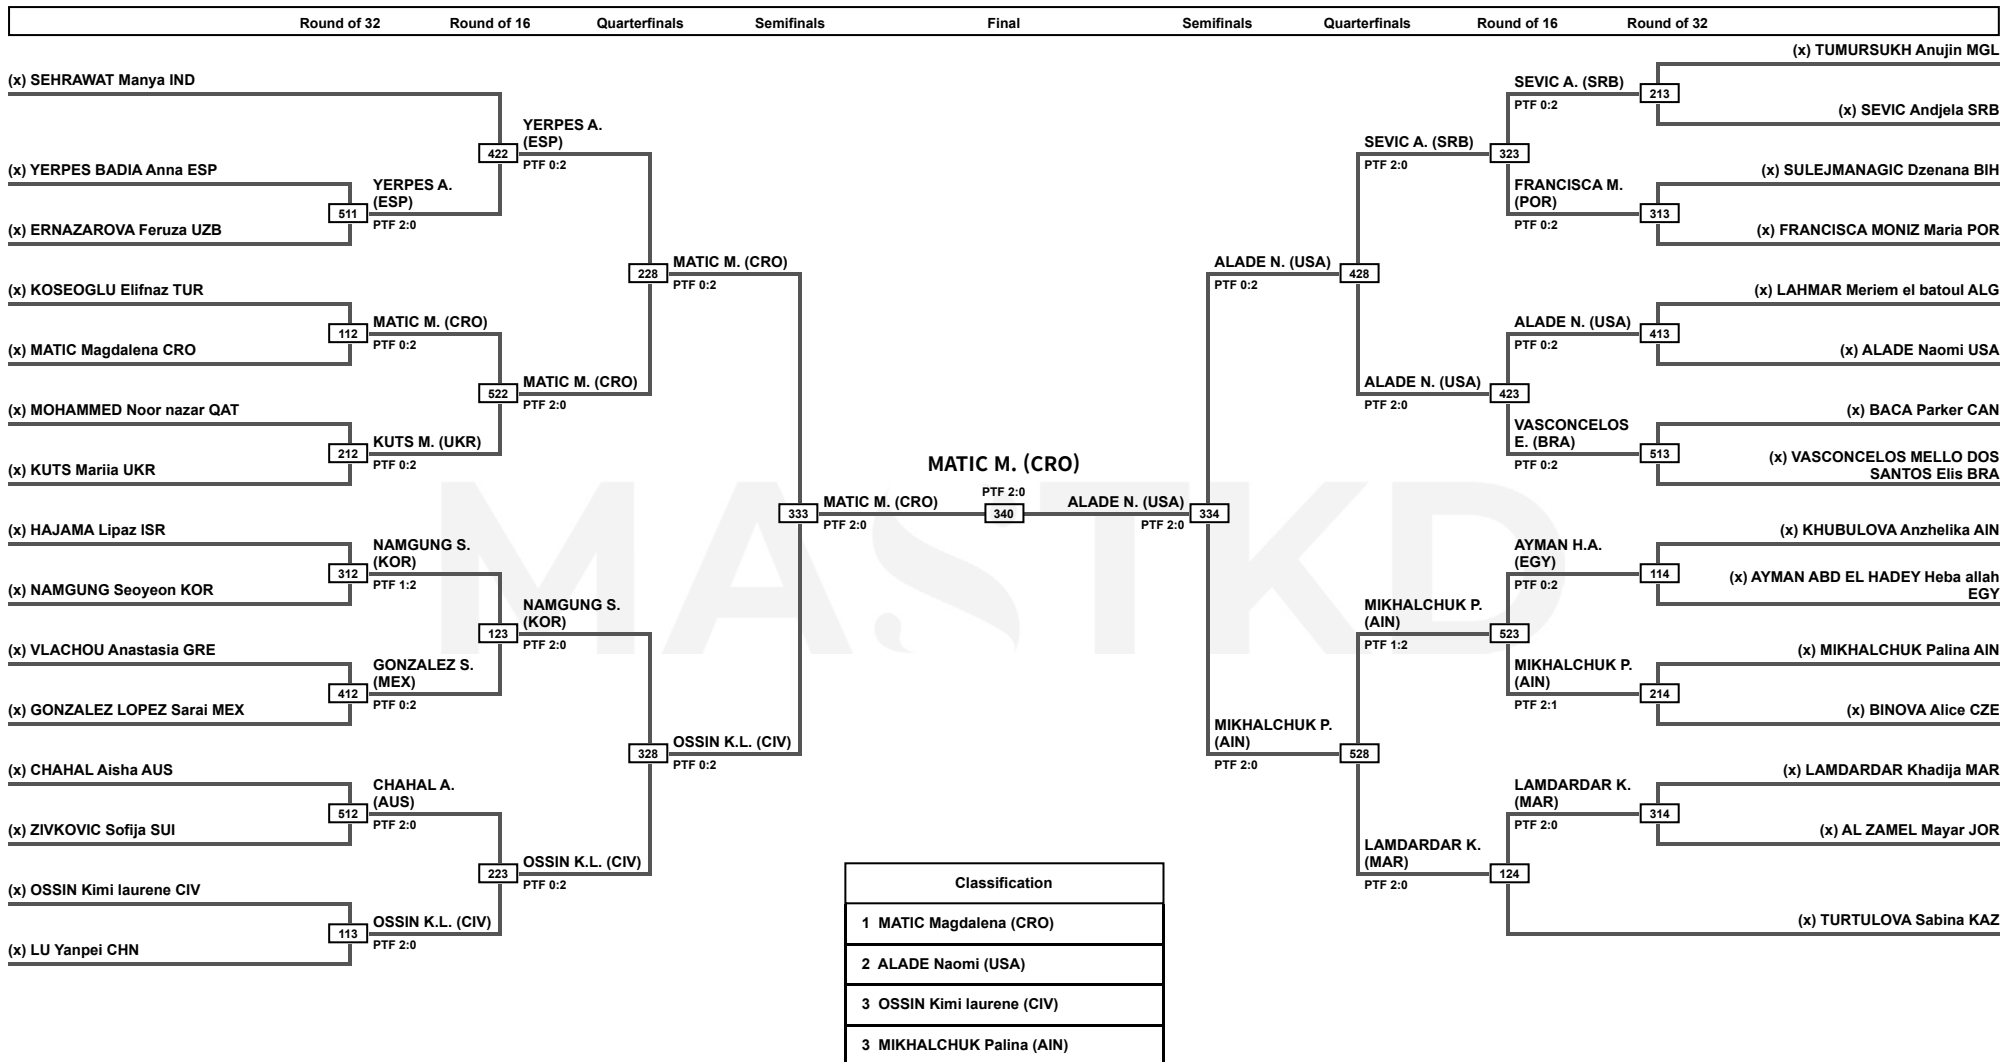 Round of 32 Round of 16 Quarterfinals Semifinals Final Semifinals Quarterfinals Round of 16 Round of 32
(x) SEHRAWAT Manya IND
(x) YERPES BADIA Anna ESP
(x) ERNAZAROVA Feruza UZB
(x) KOSEOGLU Elifnaz TUR
(x) MATIC Magdalena CRO
(x) MOHAMMED Noor nazar QAT
(x) KUTS Mariia UKR
(x) HAJAMA Lipaz ISR
(x) NAMGUNG Seoyeon KOR
(x) VLACHOU Anastasia GRE
(x) GONZALEZ LOPEZ Sarai MEX
(x) CHAHAL Aisha AUS
(x) ZIVKOVIC Sofija SUI
(x) OSSIN Kimi laurene CIV
(x) LU Yanpei CHN
511
YERPES A.
(ESP)
PTF 2:0
112
MATIC M. (CRO)
PTF 0:2
212
KUTS M. (UKR)
PTF 0:2
312
NAMGUNG S.
(KOR)
PTF 1:2
412
GONZALEZ S.
(MEX)
PTF 0:2
512
CHAHAL A.
(AUS)
PTF 2:0
113
OSSIN K.L. (CIV)
PTF 2:0
422
YERPES A.
(ESP)
PTF 0:2
522
MATIC M. (CRO)
PTF 2:0
123
NAMGUNG S.
(KOR)
PTF 2:0
223
OSSIN K.L. (CIV)
PTF 0:2
228
MATIC M. (CRO)
PTF 0:2
328
OSSIN K.L. (CIV)
PTF 0:2
333
MATIC M. (CRO)
PTF 2:0
MATIC M. (CRO)
PTF 2:0
340
MASTKD
ALADE N. (USA)
PTF 2:0
334
ALADE N. (USA)
PTF 0:2
428
MIKHALCHUK P.
(AIN)
PTF 2:0
528
SEVIC A. (SRB)
PTF 2:0
323
ALADE N. (USA)
PTF 2:0
423
MIKHALCHUK P.
(AIN)
PTF 1:2
523
LAMDARDAR K.
(MAR)
PTF 2:0
124
SEVIC A. (SRB)
PTF 0:2
213
FRANCISCA M.
(POR)
PTF 0:2
313
ALADE N. (USA)
PTF 0:2
413
VASCONCELOS
E. (BRA)
PTF 0:2
513
AYMAN H.A.
(EGY)
PTF 0:2
114
MIKHALCHUK P.
(AIN)
PTF 2:1
214
LAMDARDAR K.
(MAR)
PTF 2:0
314
(x) TUMURSUKH Anujin MGL
(x) SEVIC Andjela SRB
(x) SULEJMANAGIC Dzenana BIH
(x) FRANCISCA MONIZ Maria POR
(x) LAHMAR Meriem el batoul ALG
(x) ALADE Naomi USA
(x) BACA Parker CAN
(x) VASCONCELOS MELLO DOS
SANTOS Elis BRA
(x) KHUBULOVA Anzhelika AIN
(x) AYMAN ABD EL HADEY Heba allah
EGY
(x) MIKHALCHUK Palina AIN
(x) BINOVA Alice CZE
(x) LAMDARDAR Khadija MAR
(x) AL ZAMEL Mayar JOR
(x) TURTULOVA Sabina KAZ
Classification
1 MATIC Magdalena (CRO)
2 ALADE Naomi (USA)
3 OSSIN Kimi laurene (CIV)
3 MIKHALCHUK Palina (AIN)